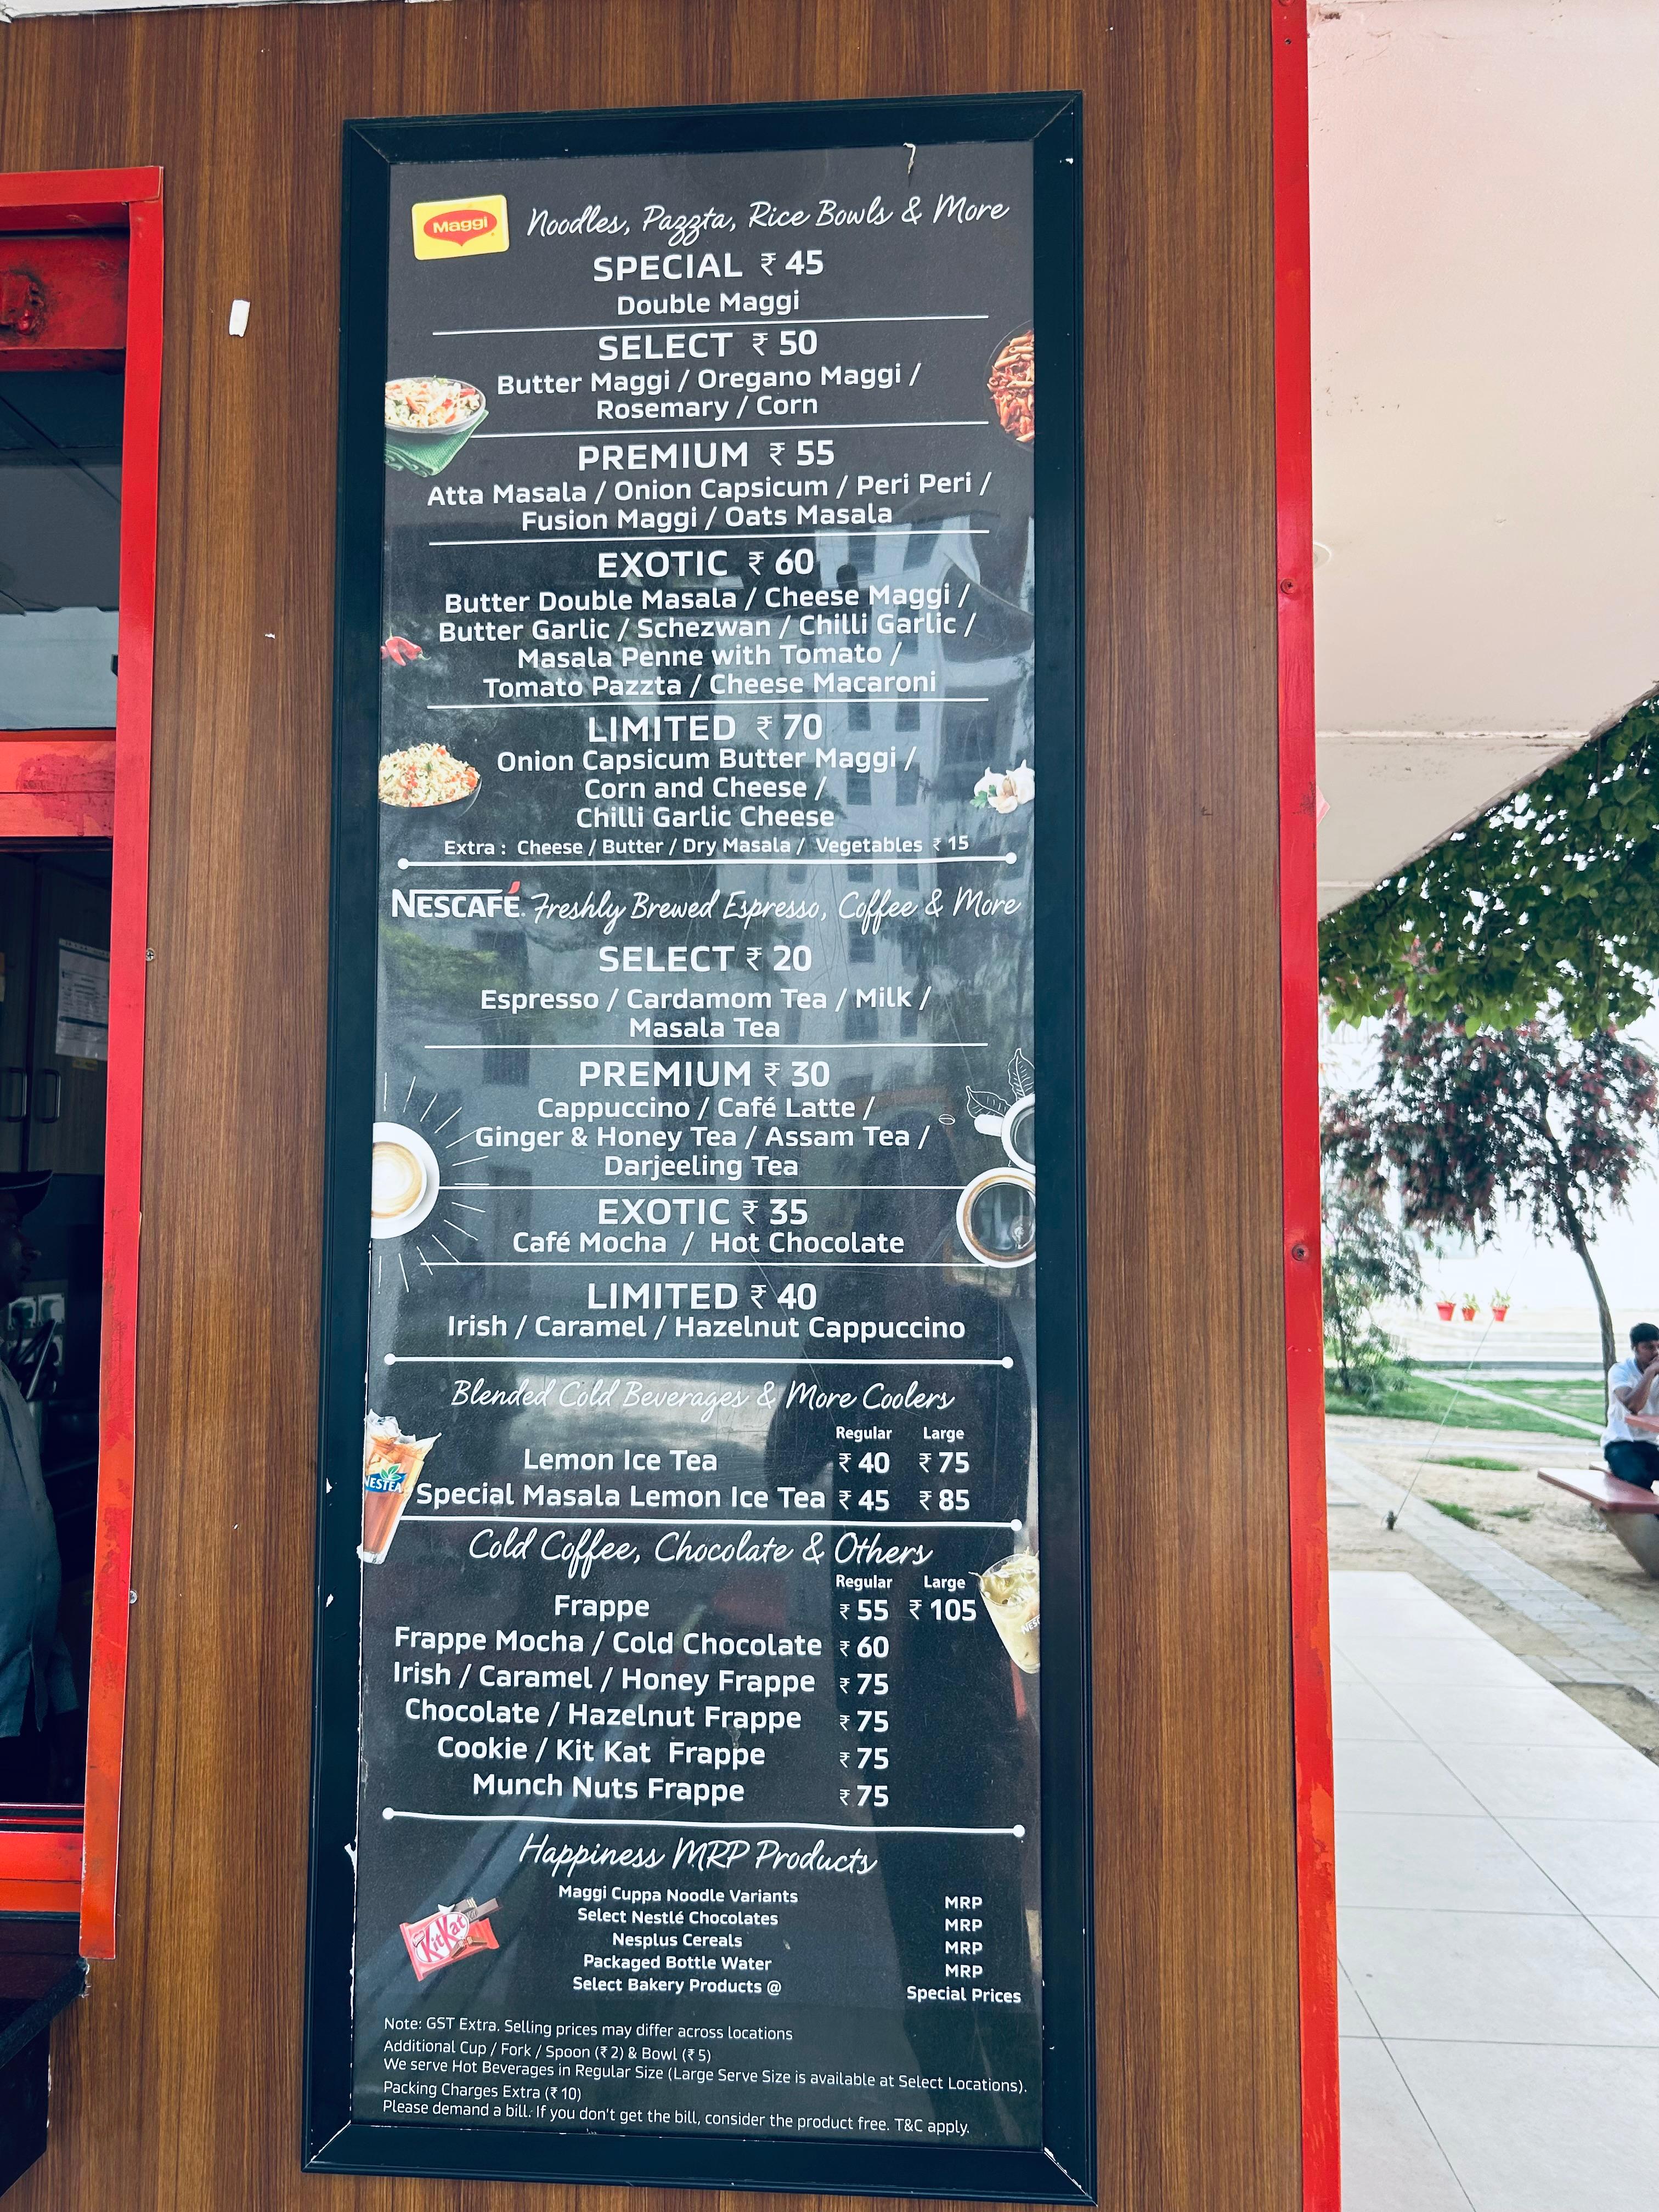 Maggi Noodles, Pazzta, Rice Bowls & More
SPECIAL ₹ 45
Double Maggi
SELECT ₹ 50
Butter Maggi / Oregano Maggi /
Rosemary / Corn
PREMIUM ₹ 55
Atta Masala / Onion Capsicum / Peri Peri /
Fusion Maggi / Oats Masala
EXOTIC ₹ 60
Butter Double Masala / Cheese Maggi /
Butter Garlic / Schezwan / Chilli Garlic /
Masala Penne with Tomato /
Tomato Pazzta / Cheese Macaroni
LIMITED ₹ 70
Onion Capsicum Butter Maggi /
Corn and Cheese /
Chilli Garlic Cheese
Extra : Cheese / Butter / Dry Masala / Vegetables ₹ 15
NESCAFÉ. Freshly Brewed Espresso, Coffee & More
SELECT ₹ 20
Espresso / Cardamom Tea / Milk /
Masala Tea
PREMIUM ₹ 30
Cappuccino / Café Latte /
Ginger & Honey Tea / Assam Tea /
Darjeeling Tea
EXOTIC ₹ 35
Café Mocha / Hot Chocolate
LIMITED ₹ 40
Irish / Caramel / Hazelnut Cappuccino
Blended Cold Beverages & More Coolers
Regular Large
Lemon Ice Tea ₹ 40 ₹ 75
NESTEA
Special Masala Lemon Ice Tea ₹ 45 ₹ 85
Cold Coffee, Chocolate & Others
Regular Large
Frappe ₹ 55 ₹ 105
Frappe Mocha / Cold Chocolate ₹ 60
Irish / Caramel / Honey Frappe ₹ 75
Chocolate / Hazelnut Frappe ₹ 75
Cookie / Kit Kat Frappe ₹ 75
Munch Nuts Frappe ₹ 75
Happiness MRP Products
Maggi Cuppa Noodle Variants MRP
Select Nestlé Chocolates MRP
KitKat
Nesplus Cereals MRP
Packaged Bottle Water MRP
Select Bakery Products @ Special Prices
Note: GST Extra. Selling prices may differ across locations
Additional Cup / Fork / Spoon (₹ 2) & Bowl (₹ 5)
We serve Hot Beverages in Regular Size (Large Serve Size is available at Select Locations).
Packing Charges Extra (₹ 10)
Please demand a bill. If you don't get the bill, consider the product free. T&C apply.